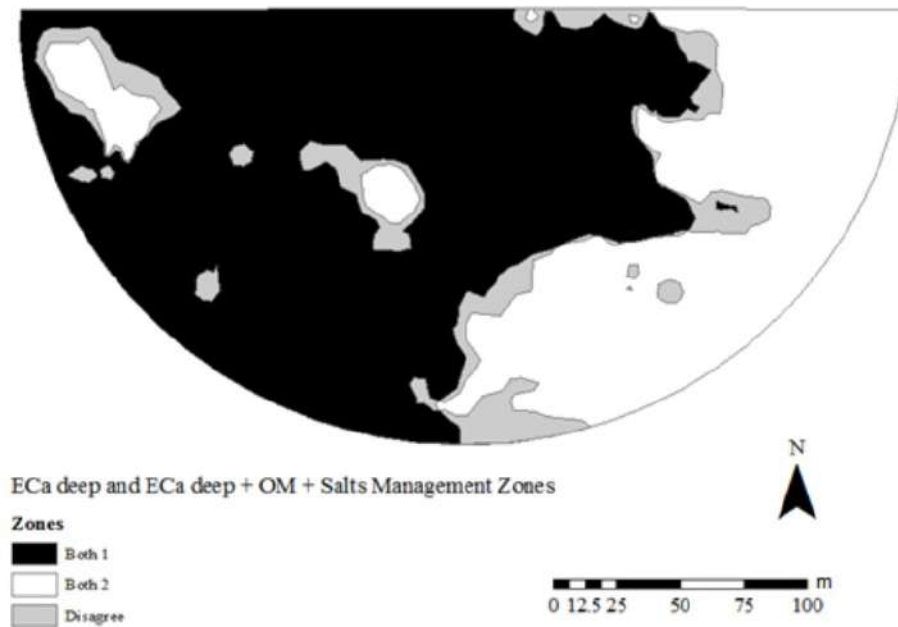 ECa deep and ECa deep + OM + Salts Management Zones
N
Zones
Both 1
Both 2
Disagree
m
0 12.5 25 50 75 100